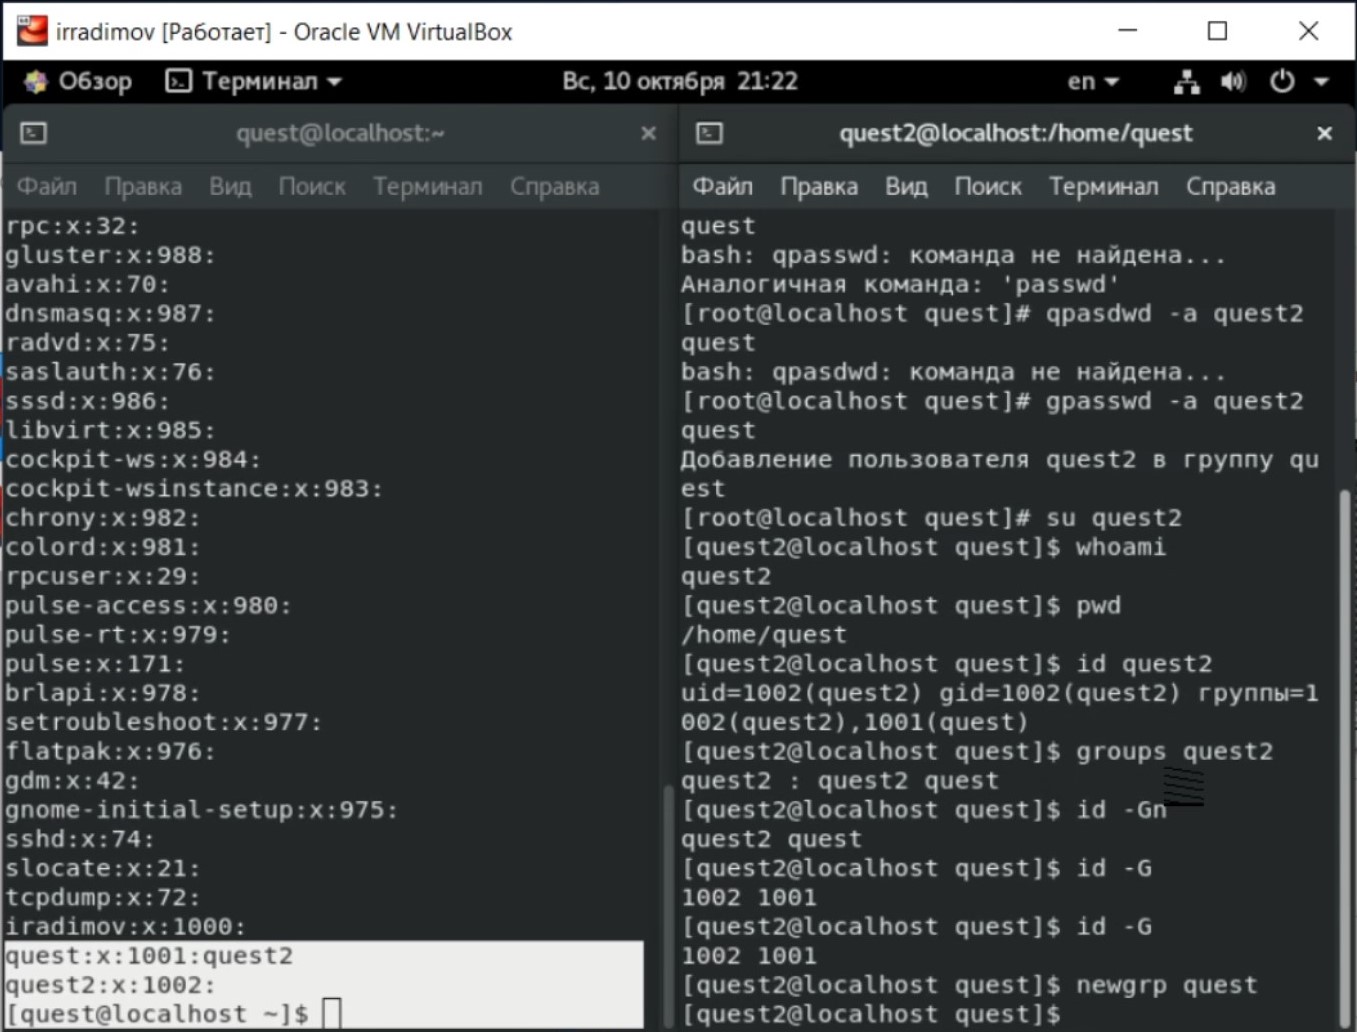 irradimov [Работает] - Oracle VM VirtualBox
Обзор Терминал Вс, 10 октября 21:22 en
quest@localhost:~
Файл Правка Вид Поиск Терминал Справка
rpc:x:32:
gluster:x:988:
avahi:x:70:
dnsmasq:x:987:
radvd:x:75:
saslauth:x:76:
sssd:x:986:
libvirt:x:985:
cockpit-ws:x:984:
cockpit-wsinstance:x:983:
chrony:x:982:
colord:x:981:
rpcuser:x:29:
pulse-access:x:980:
pulse-rt:x:979:
pulse:x:171:
brlapi:x:978:
setroubleshoot:x:977:
flatpak:x:976:
gdm:x:42:
gnome-initial-setup:x:975:
sshd:x:74:
slocate:x:21:
tcpdump:x:72:
iradimov:x:1000:
quest:x:1001:quest2
quest2:x:1002:
[quest@localhost ~]$
quest2@localhost:/home/quest
Файл Правка Вид Поиск Терминал Справка
quest
bash: qpasswd: команда не найдена...
Аналогичная команда: 'passwd'
[root@localhost quest]# qpasdwd -a quest2
quest
bash: qpasdwd: команда не найдена...
[root@localhost quest]# gpasswd -a quest2
quest
Добавление пользователя quest2 в группу qu
est
[root@localhost quest]# su quest2
[quest2@localhost quest]$ whoami
quest2
[quest2@localhost quest]$ pwd
/home/quest
[quest2@localhost quest]$ id quest2
uid=1002(quest2) gid=1002(quest2) группы=1
002(quest2),1001(quest)
[quest2@localhost quest]$ groups quest2
quest2 : quest2 quest
[quest2@localhost quest]$ id -Gn
quest2 quest
[quest2@localhost quest]$ id -G
1002 1001
[quest2@localhost quest]$ id -G
1002 1001
[quest2@localhost quest]$ newgrp quest
[quest2@localhost quest]$